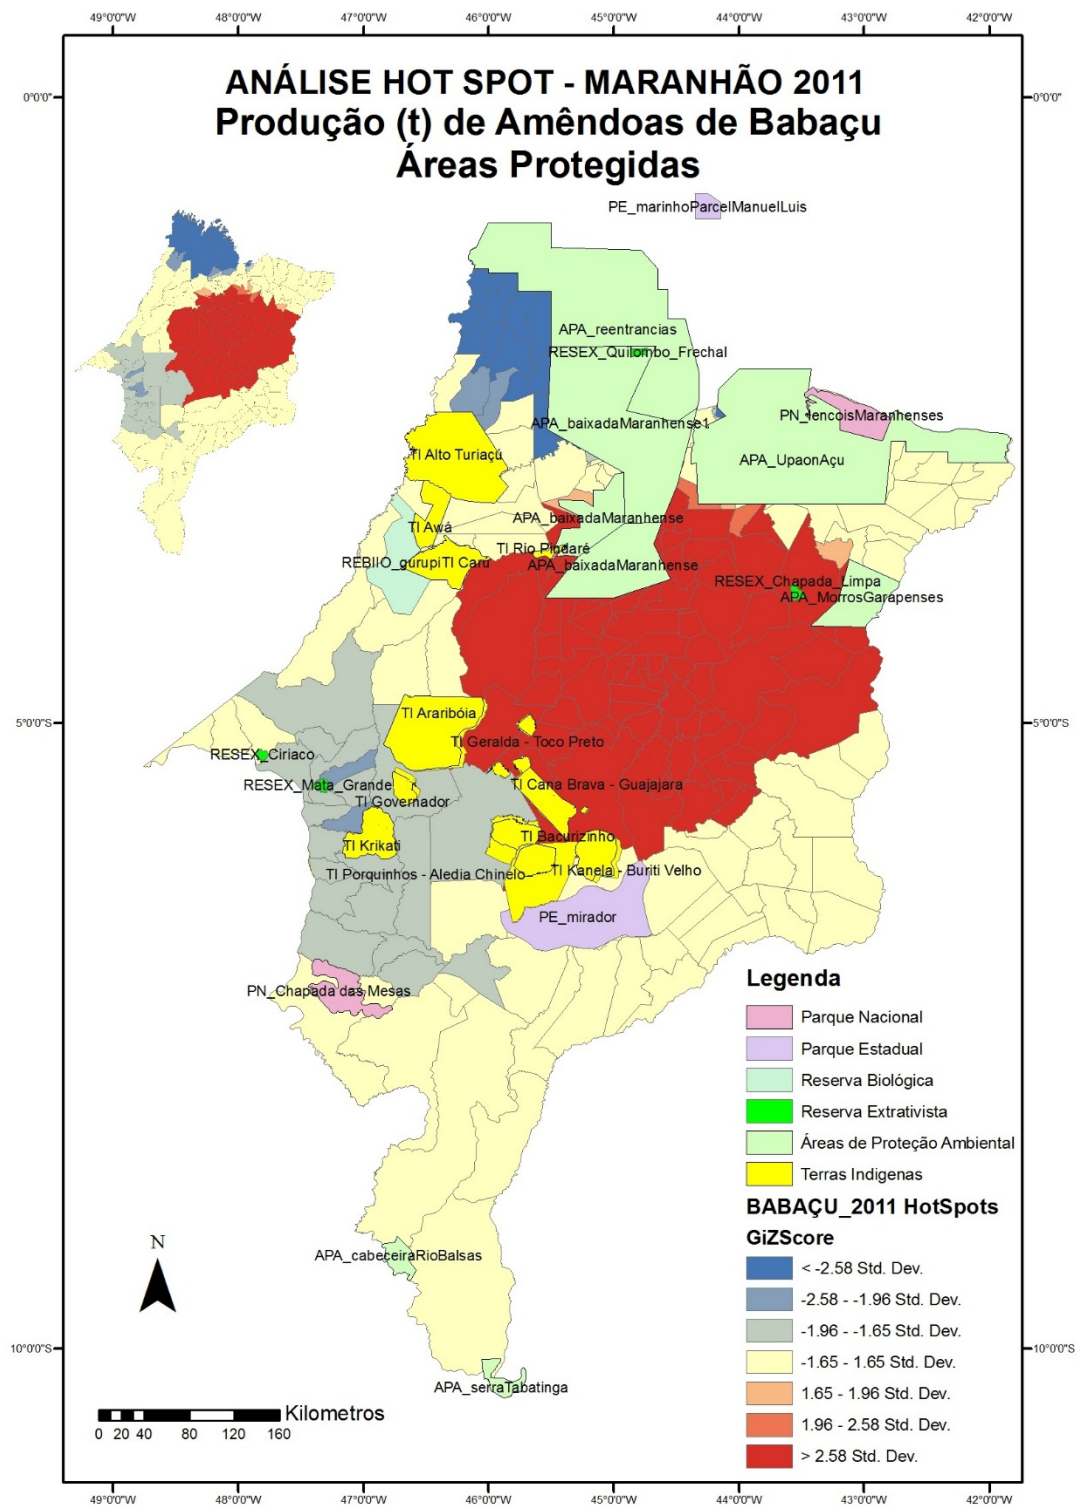 49°0'0"W 48°0'0"W 47°0'0"W 46°0'0"W 45°0'0"W 44°0'0"W 43°0'0"W 42°0'0"W
0°0'0" 0°0'0"
ANÁLISE HOT SPOT - MARANHÃO 2011
Produção (t) de Amêndoas de Babaçu
Áreas Protegidas
PE_marinhoParcelManuelLuis
APA_reentrancias
RESEX_Quilombo_Frechal
PN_lencoisMaranhenses
APA_baixadaMaranhense1
TI Alto Turiaçú
APA_UpaonAçu
APA_baixadaMaranhense
TI Awá
TI Rio Pindaré
REBIIO_gurupi
TI Carú
APA_baixadaMaranhense
RESEX_Chapada_Limpa
APA_MorrosGarapenses
TI Araribóia
5°0'0"S 5°0'0"S
TI Geralda - Toco Preto
RESEX_Ciriaco
RESEX_Mata_Grande
TI Cana Brava - Guajajara
TI Governador
TI Bacurizinho
TI Krikati
TI Porquinhos - Aledia Chinelo
TI Kanela - Buriti Velho
PE_mirador
PN_Chapada das Mesas
APA_cabeceiraRioBalsas
APA_serraTabatinga
Legenda
Parque Nacional
Parque Estadual
Reserva Biológica
Reserva Extrativista
Áreas de Proteção Ambiental
Terras Indigenas
BABAÇU_2011 HotSpots
GiZScore
< -2.58 Std. Dev.
-2.58 - -1.96 Std. Dev.
-1.96 - -1.65 Std. Dev.
-1.65 - 1.65 Std. Dev.
1.65 - 1.96 Std. Dev.
1.96 - 2.58 Std. Dev.
> 2.58 Std. Dev.
N
10°0'0"S 10°0'0"S
Kilometros
0 20 40 80 120 160
49°0'0"W 48°0'0"W 47°0'0"W 46°0'0"W 45°0'0"W 44°0'0"W 43°0'0"W 42°0'0"W